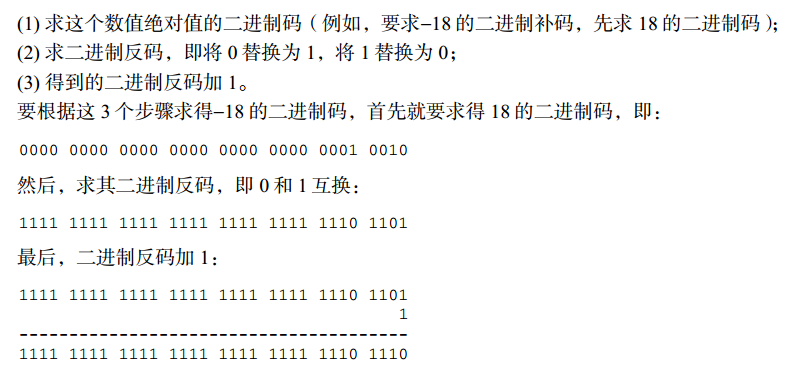 (1) 求这个数值绝对值的二进制码（例如，要求–18 的二进制补码，先求 18 的二进制码）;
(2) 求二进制反码，即将 0 替换为 1，将 1 替换为 0；
(3) 得到的二进制反码加 1。
要根据这 3 个步骤求得–18 的二进制码，首先就要求得 18 的二进制码，即：
0000 0000 0000 0000 0000 0000 0001 0010
然后，求其二进制反码，即 0 和 1 互换：
1111 1111 1111 1111 1111 1111 1110 1101
最后，二进制反码加 1：
1111 1111 1111 1111 1111 1111 1110 1101
1
---------------------------------------
1111 1111 1111 1111 1111 1111 1110 1110